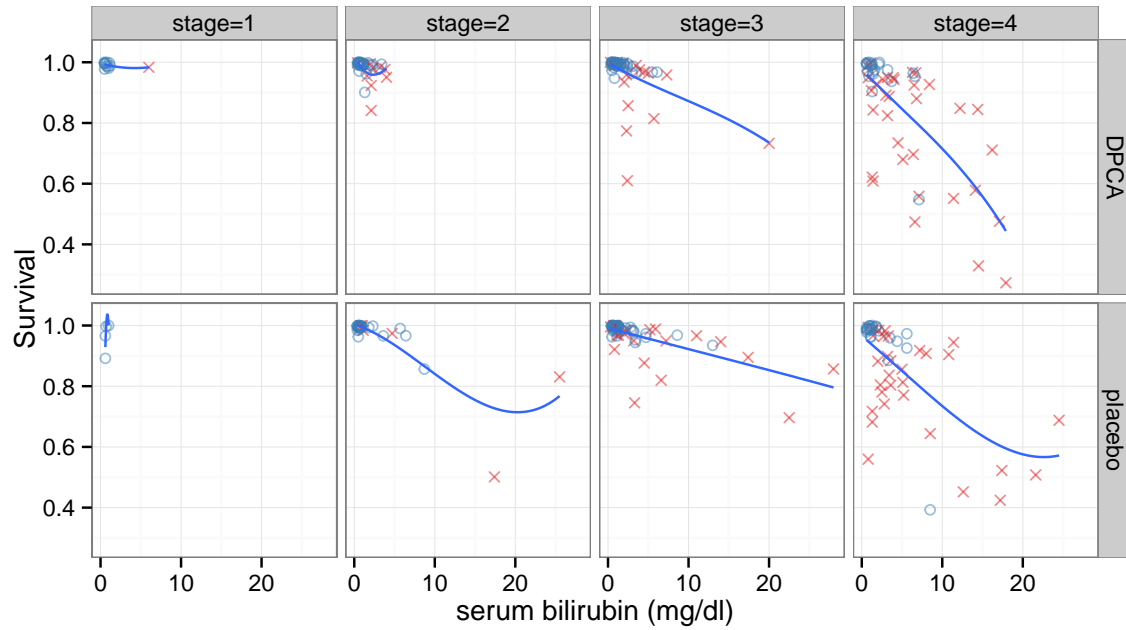 stage=1 stage=2 stage=3 stage=4
1.0
0.8
0.6
0.4
DPCA
1.0
0.8
0.6
0.4
placebo
Survival
0 10 20 0 10 20 0 10 20 0 10 20
serum bilirubin (mg/dl)